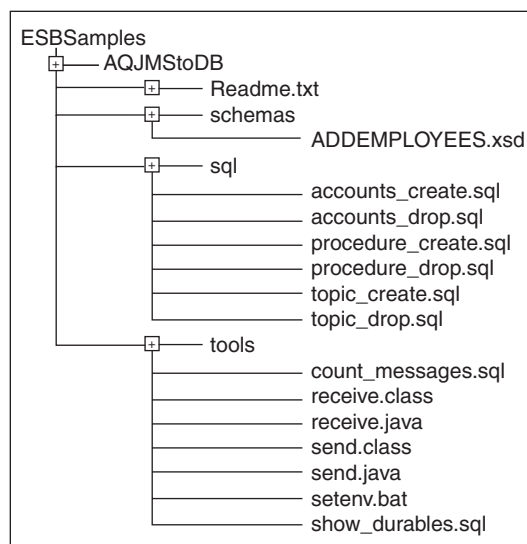 ESBSamples
AQJMStoDB
Readme.txt
schemas
ADDEMPLOYEES.xsd
sql
accounts_create.sql
accounts_drop.sql
procedure_create.sql
procedure_drop.sql
topic_create.sql
topic_drop.sql
tools
count_messages.sql
receive.class
receive.java
send.class
send.java
setenv.bat
show_durables.sql